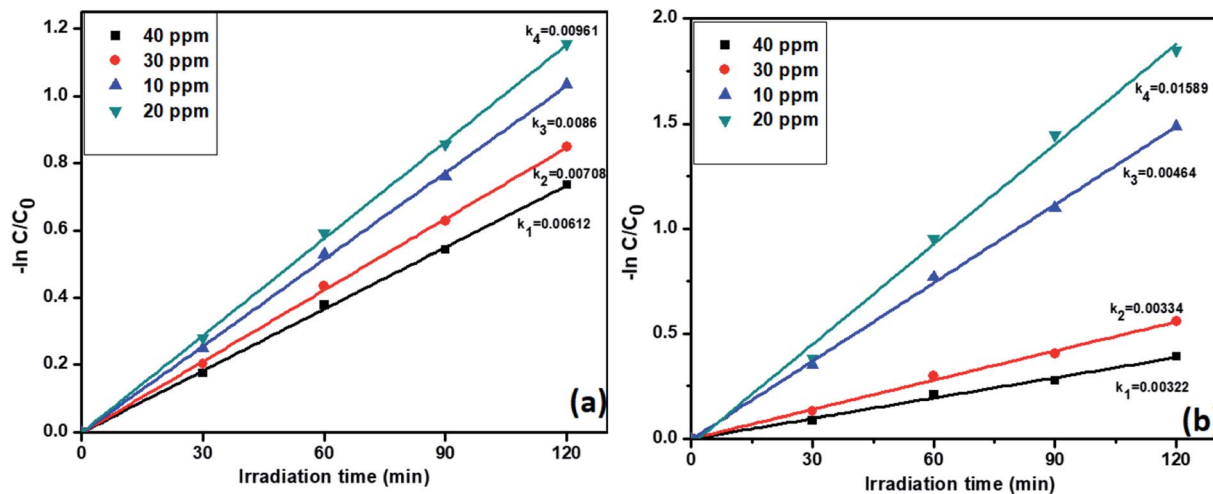 1.2
1.0
0.8
0.6
0.4
0.2
0.0
-ln C/C0
40 ppm
30 ppm
10 ppm
20 ppm
k4=0.00961
k3=0.0086
k2=0.00708
k1=0.00612
(a)
0
30
60
90
120
Irradiation time (min)
2.0
1.5
1.0
0.5
0.0
-ln C/C0
40 ppm
30 ppm
10 ppm
20 ppm
k4=0.01589
k3=0.00464
k2=0.00334
k1=0.00322
(b
0
30
60
90
120
Irradiation time (min)